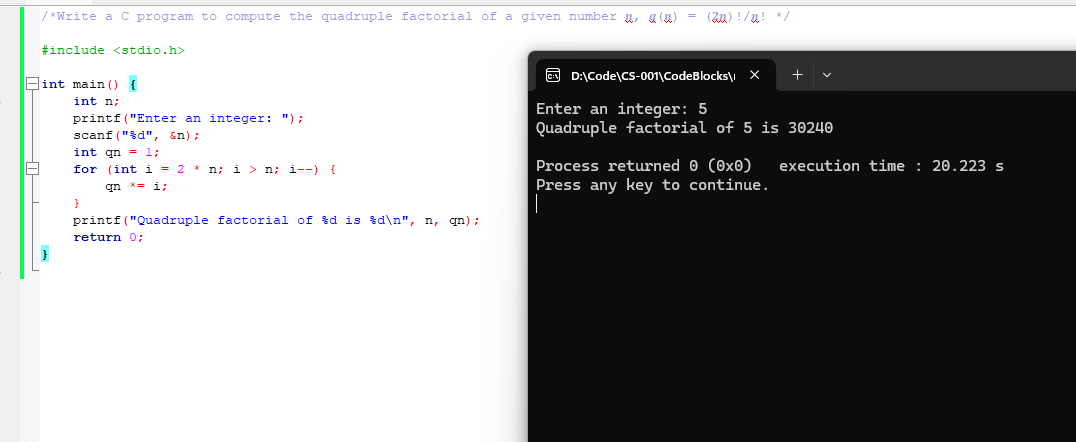 /*Write a C program to compute the quadruple factorial of a given number n, q(n) = (2n)!/n! */
#include <stdio.h>
int main() {
int n;
printf("Enter an integer: ");
scanf("%d", &n);
int qn = 1;
for (int i = 2 * n; i > n; i--) {
qn *= i;
}
printf("Quadruple factorial of %d is %d\n", n, qn);
return 0;
}
D:\Code\CS-001\CodeBlocks\
Enter an integer: 5
Quadruple factorial of 5 is 30240
Process returned 0 (0x0)   execution time : 20.223 s
Press any key to continue.